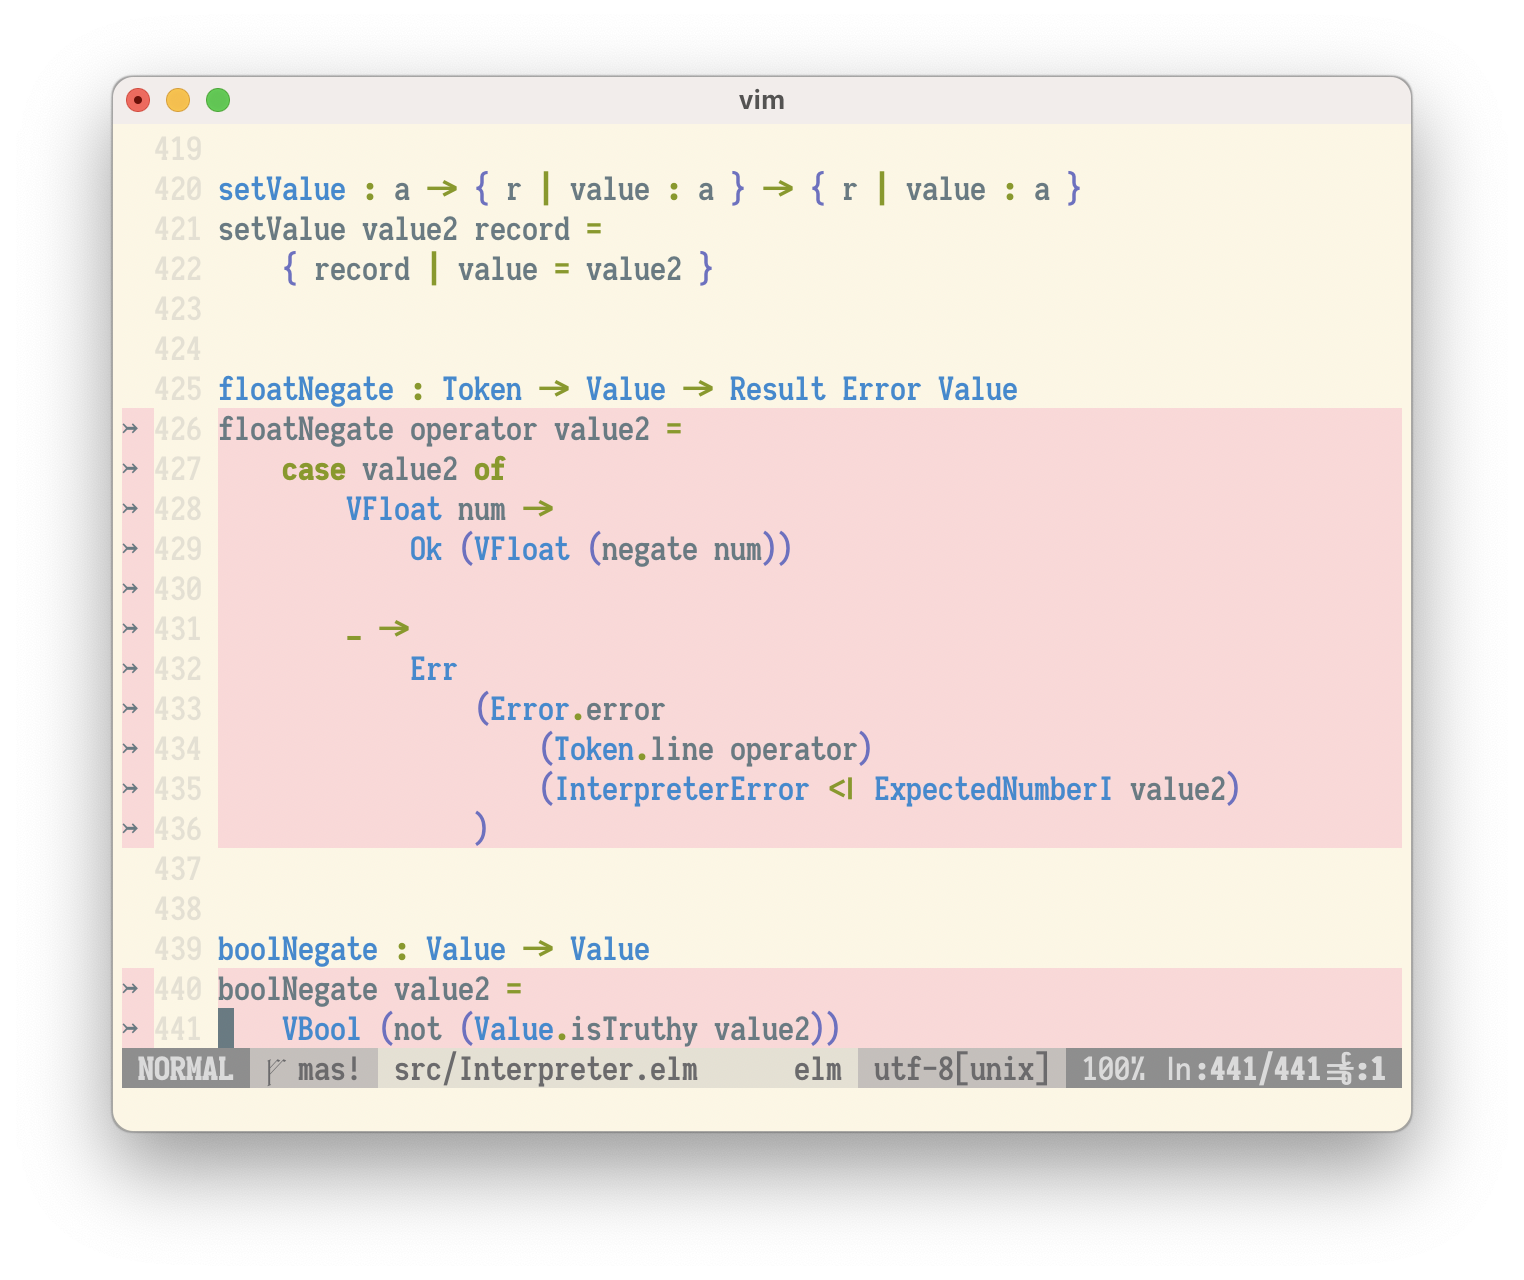 vim
419
420 setValue : a → { r | value : a } → { r | value : a }
421 setValue value2 record =
422     { record | value = value2 }
423
424
425 floatNegate : Token → Value → Result Error Value
↣ 426 floatNegate operator value2 =
↣ 427     case value2 of
↣ 428         VFloat num →
↣ 429             Ok (VFloat (negate num))
↣ 430
↣ 431         _ →
↣ 432             Err
↣ 433                 (Error.error
↣ 434                     (Token.line operator)
↣ 435                     (InterpreterError <| ExpectedNumberI value2)
↣ 436                 )
437
438
439 boolNegate : Value → Value
↣ 440 boolNegate value2 =
↣ 441     VBool (not (Value.isTruthy value2))
NORMAL mas! src/Interpreter.elm elm utf-8[unix] 100% ln:441/441☰:1